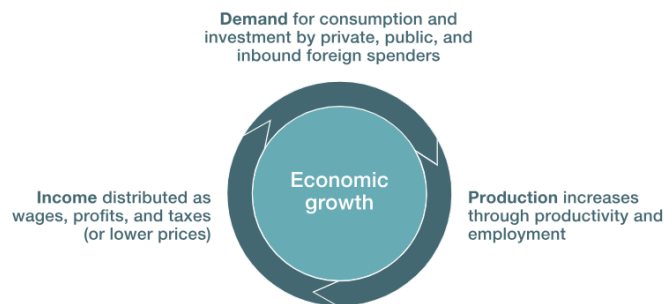 Demand for consumption and
investment by private, public, and
inbound foreign spenders
Economic
growth
Income distributed as
wages, profits, and taxes
(or lower prices)
Production increases
through productivity and
employment